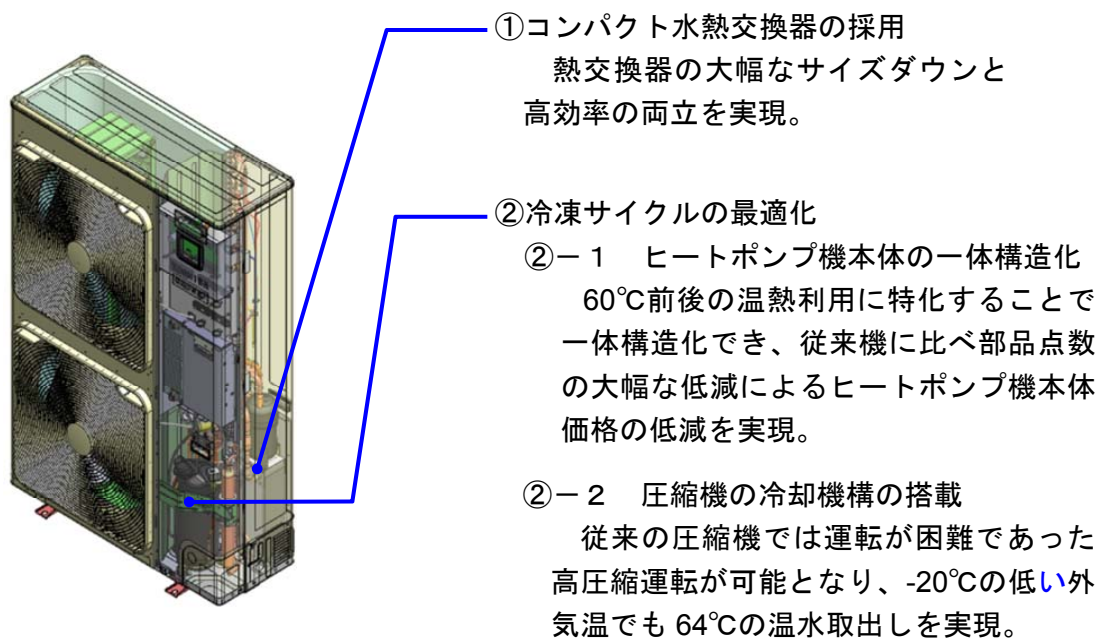 ①コンパクト水熱交換器の採用
熱交換器の大幅なサイズダウンと
高効率の両立を実現。
②冷凍サイクルの最適化
②－１　ヒートポンプ機本体の一体構造化
60℃前後の温熱利用に特化することで
一体構造化でき、従来機に比べ部品点数
の大幅な低減によるヒートポンプ機本体
価格の低減を実現。
②－２　圧縮機の冷却機構の搭載
従来の圧縮機では運転が困難であった
高圧縮運転が可能となり、-20℃の低い外
気温でも 64℃の温水取出しを実現。